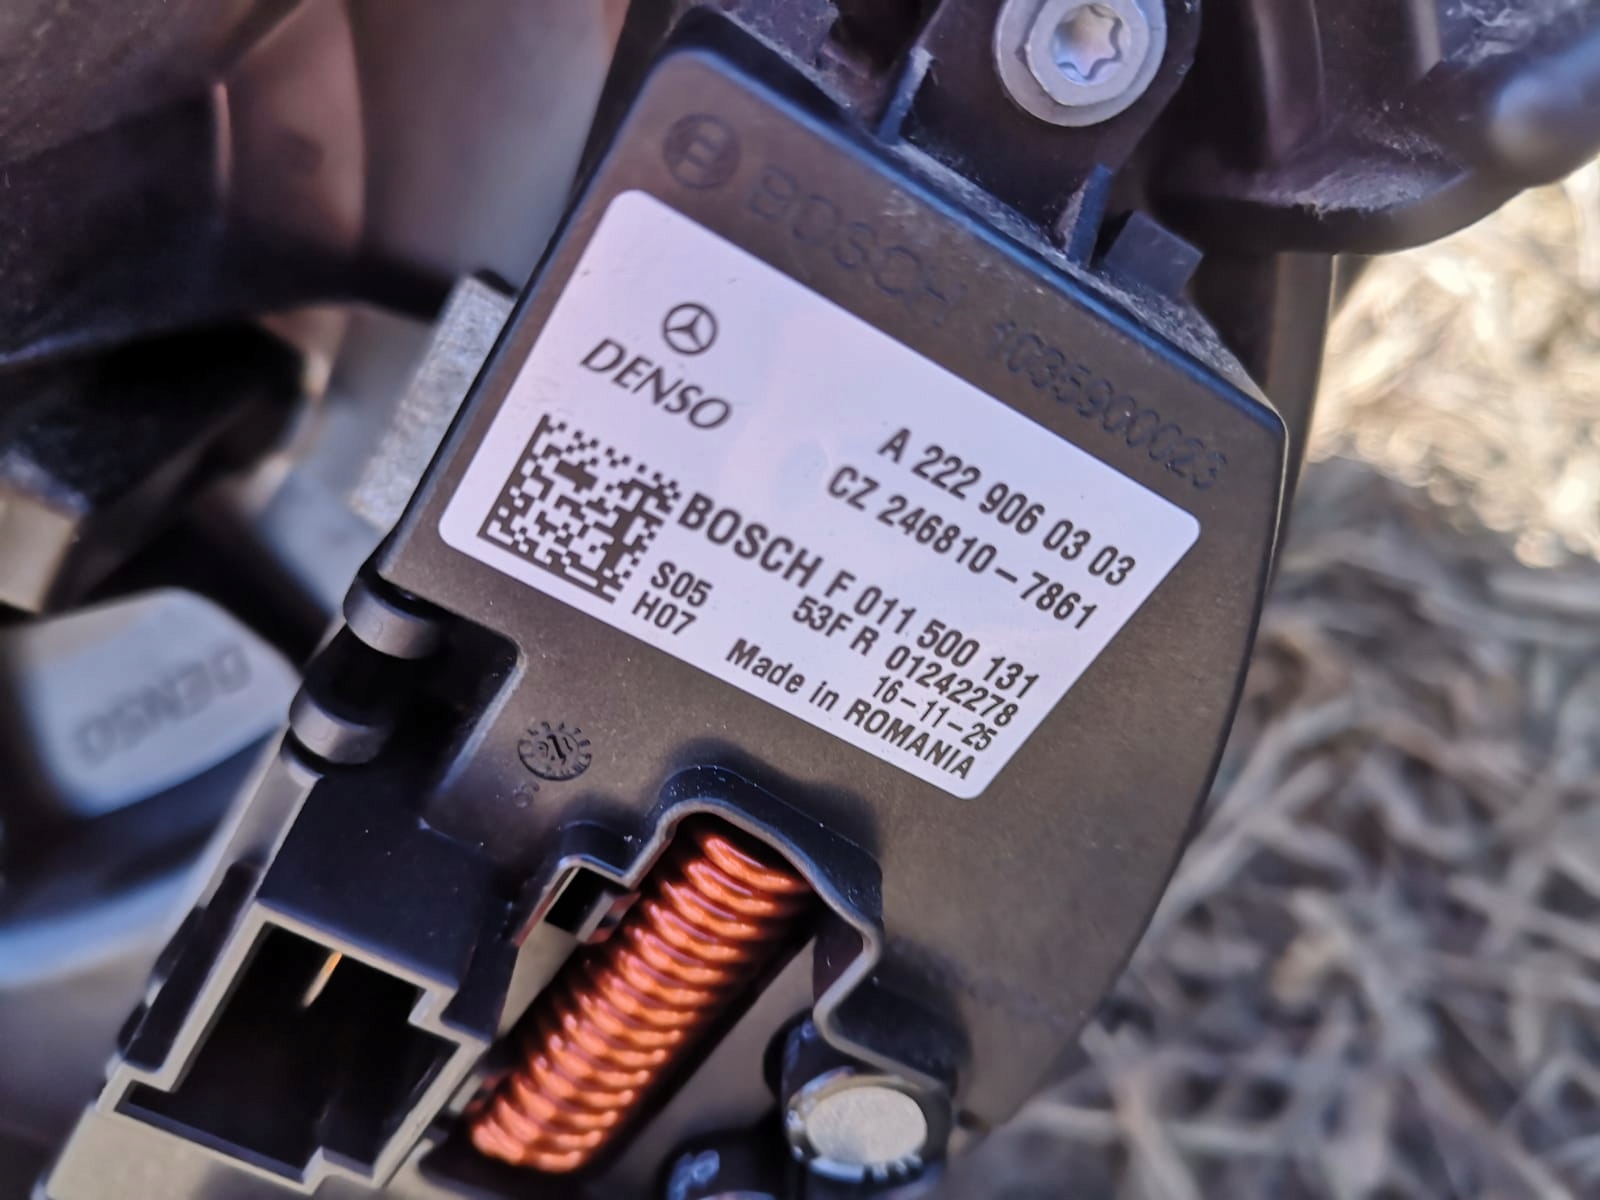 BOSCH 1035900023
DENSO
A 222 906 03 03
CZ 246810-7861
BOSCH F 011 500 131
S05 53F R 01242278
H07 16-11-25
Made in ROMANIA
DENSO